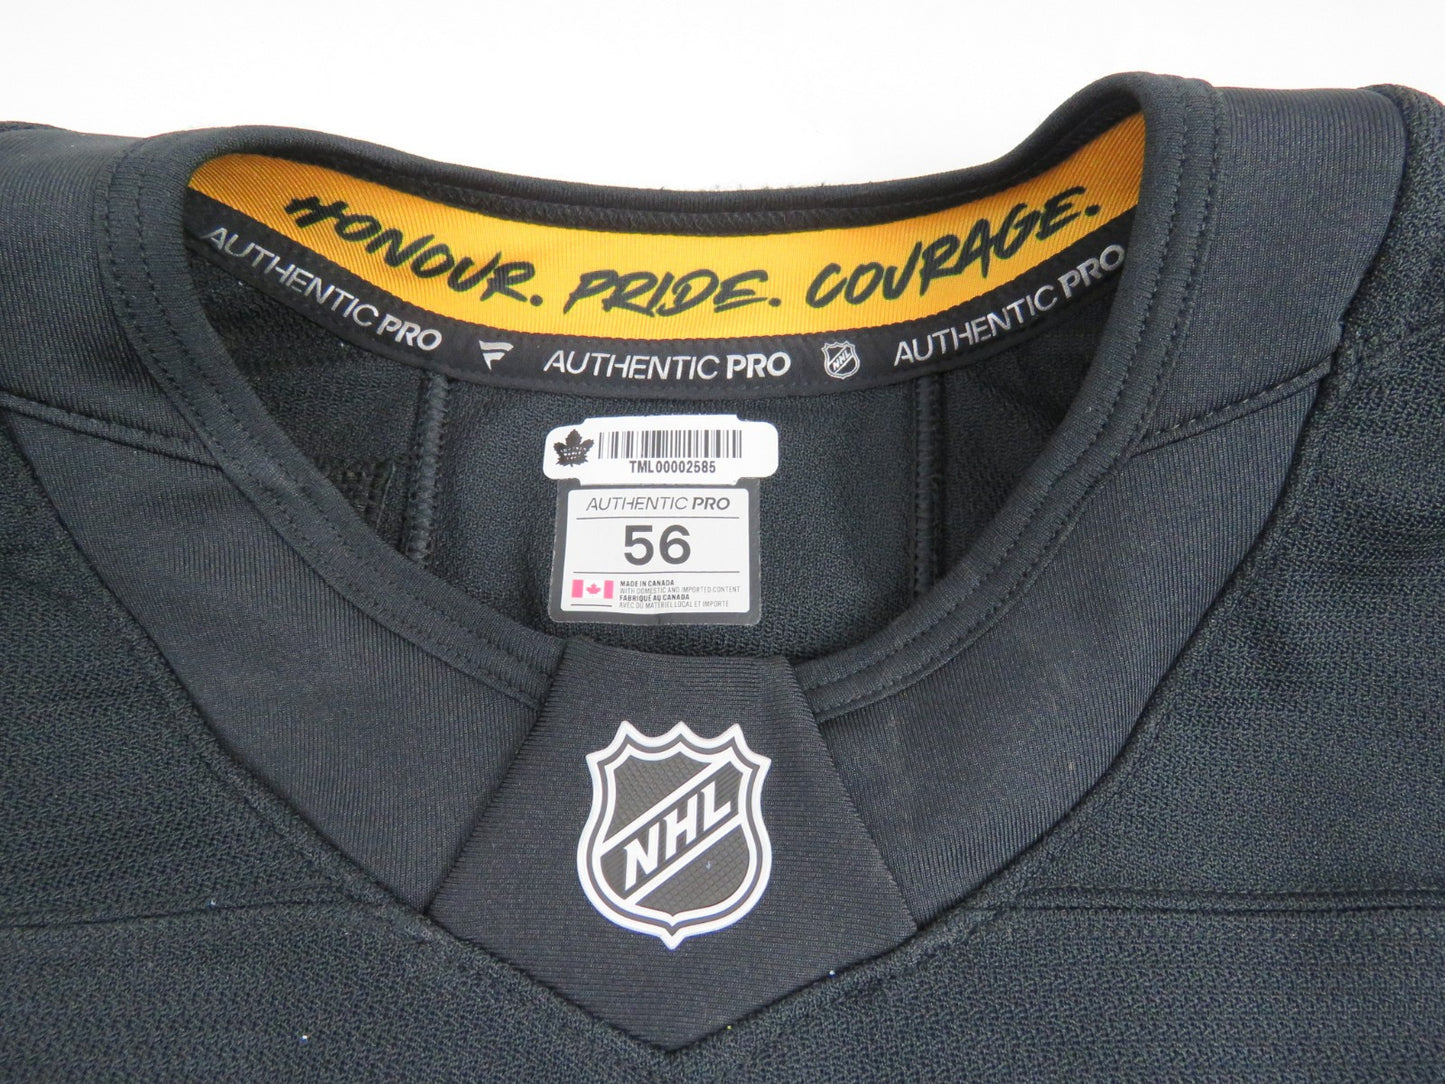 HONOUR. PRIDE. COURAGE.
AUTHENTIC PRO AUTHENTIC PRO NHL AUTHENTIC PRO
TML00002585
AUTHENTIC PRO
56
MADE IN CANADA
WITH DOMESTIC AND IMPORTED CONTENT
FABRIQUÉ AU CANADA
AVEC DU MATÉRIEL LOCAL ET IMPORTÉ
NHL